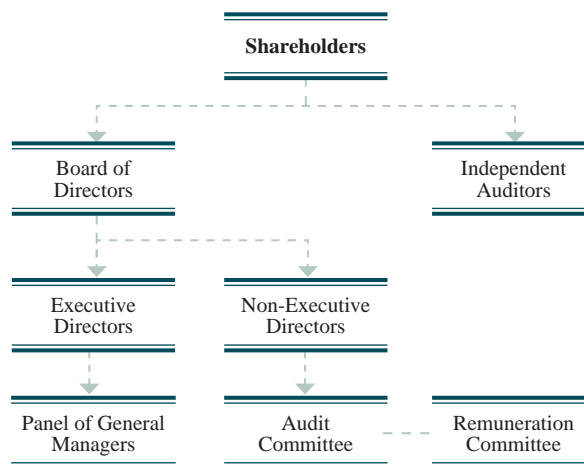 Shareholders
Board of
Directors
Independent
Auditors
Executive
Directors
Non-Executive
Directors
Panel of General
Managers
Audit
Committee
Remuneration
Committee